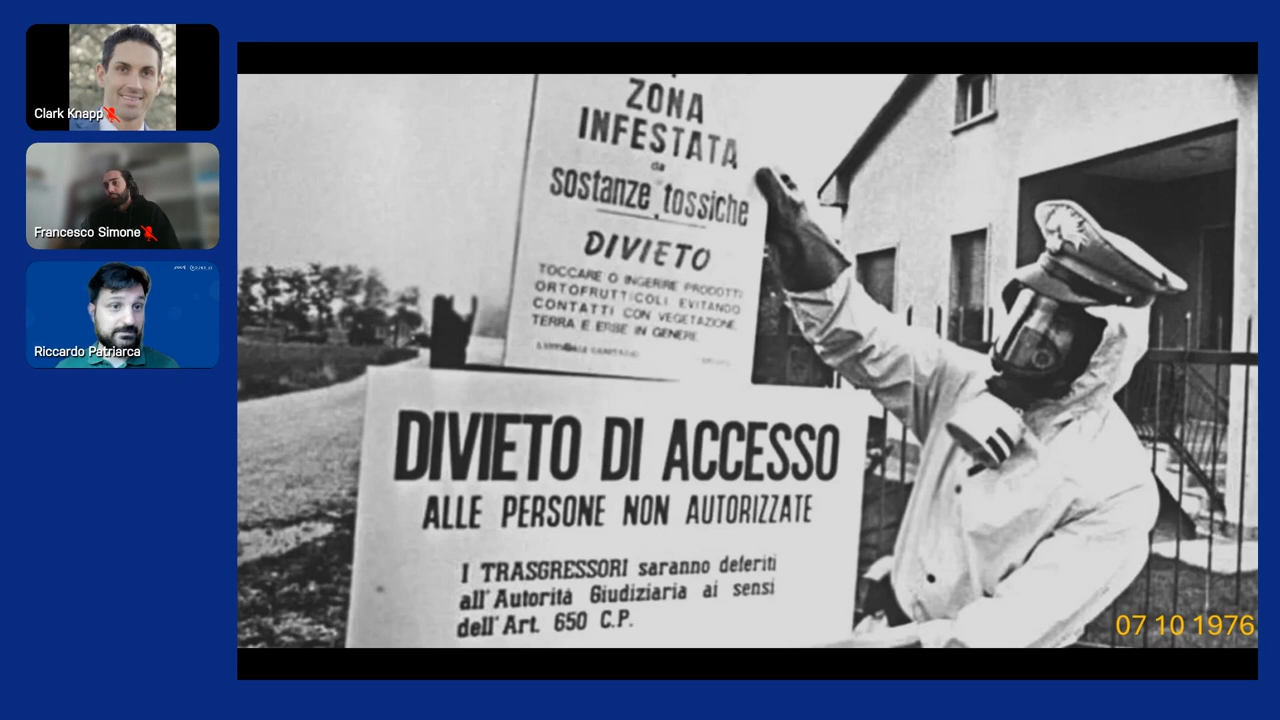 Clark Knapp
Francesco Simone
Riccardo Patriarca
ZONA
INFESTATA
da
sostanze tossiche
DIVIETO
TOCCARE O INGERIRE PRODOTTI
ORTOFRUTTICOLI EVITANDO
CONTATTI CON VEGETAZIONE
TERRA E ERBE IN GENERE
DIVIETO DI ACCESSO
ALLE PERSONE NON AUTORIZZATE
I TRASGRESSORI saranno deferiti
all'Autorità Giudiziaria ai sensi
dell'Art. 650 C.P.
07 10 1976